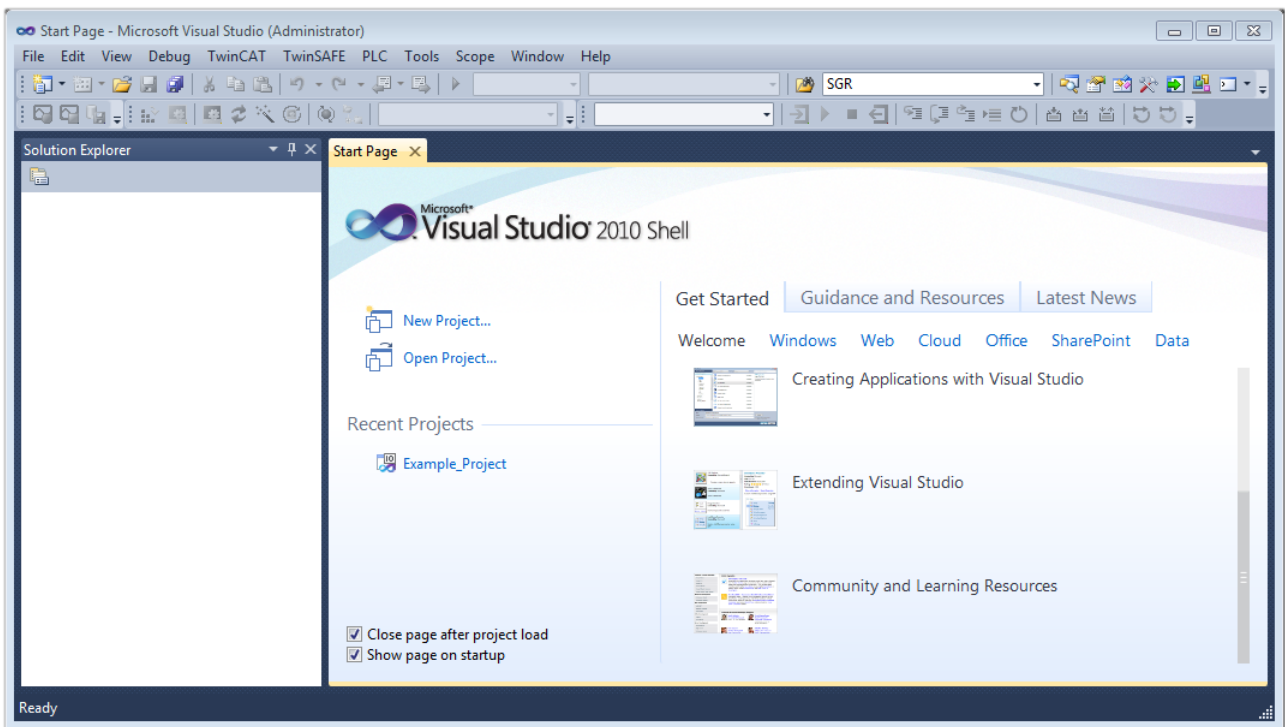 Start Page - Microsoft Visual Studio (Administrator)
File Edit View Debug TwinCAT TwinSAFE PLC Tools Scope Window Help
SGR
Solution Explorer
Start Page
Microsoft®
Visual Studio® 2010 Shell
Get Started Guidance and Resources Latest News
New Project...
Open Project...
Welcome Windows Web Cloud Office SharePoint Data
Creating Applications with Visual Studio
Recent Projects
Example_Project
Extending Visual Studio
Community and Learning Resources
Close page after project load
Show page on startup
Ready